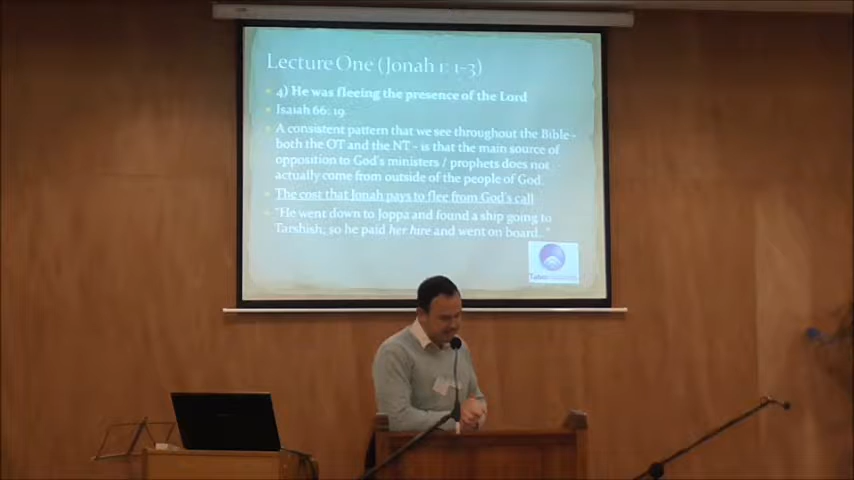 Lecture One (Jonah 1: 1-3)
4) He was fleeing the presence of the Lord
Isaiah 66: 19
A consistent pattern that we see throughout the Bible -
both the OT and the NT - is that the main source of
opposition to God's ministers / prophets does not
actually come from outside of the people of God.
The cost that Jonah pays to flee from God's call
"He went down to Joppa and found a ship going to
Tarshish; so he paid her hire and went on board..."